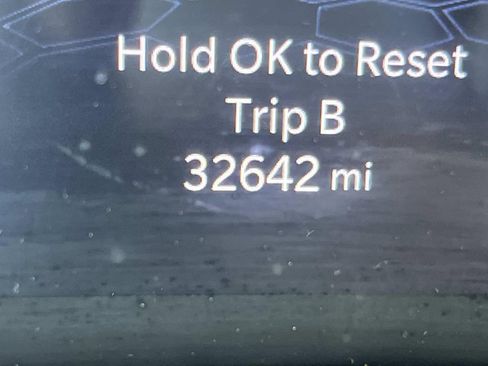 Hold OK to Reset
Trip B
32642 mi